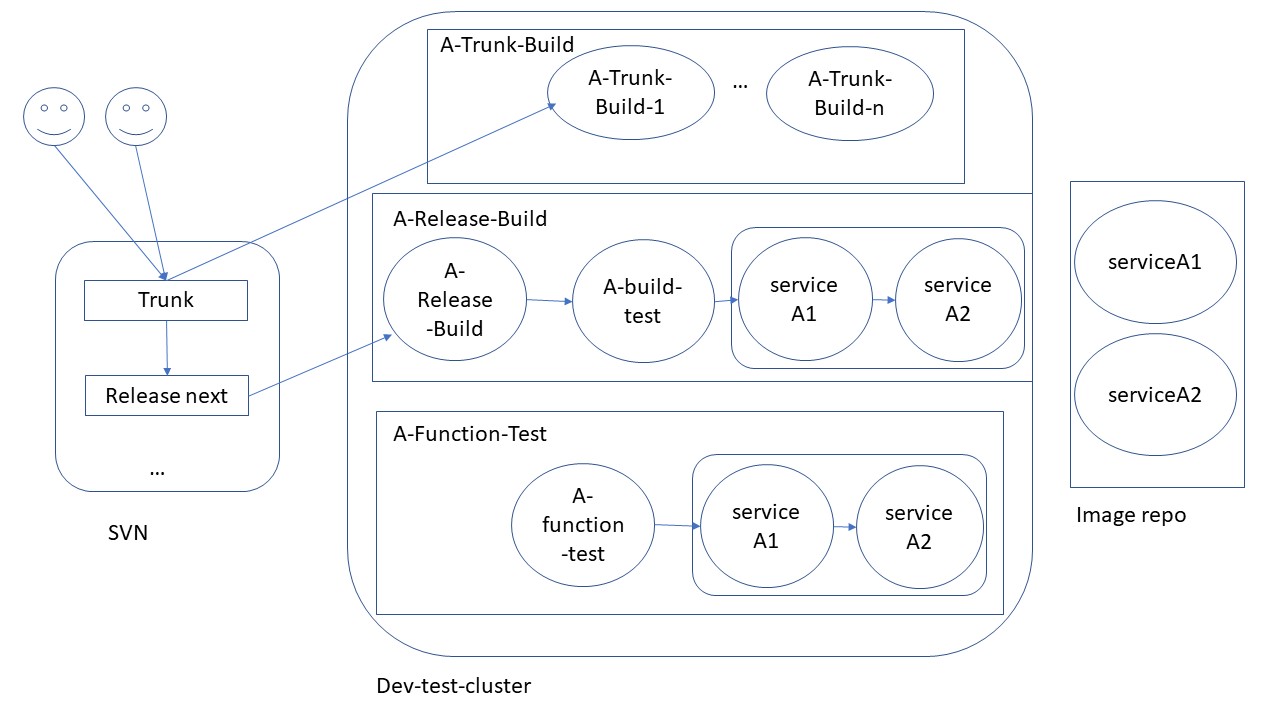 A-Trunk-Build
A-Trunk-
Build-1
...
A-Trunk-
Build-n
A-Release-Build
A-
Release
-Build
A-build-
test
service
A1
service
A2
Trunk
Release next
...
SVN
A-Function-Test
A-
function
-test
service
A1
service
A2
Dev-test-cluster
serviceA1
serviceA2
Image repo